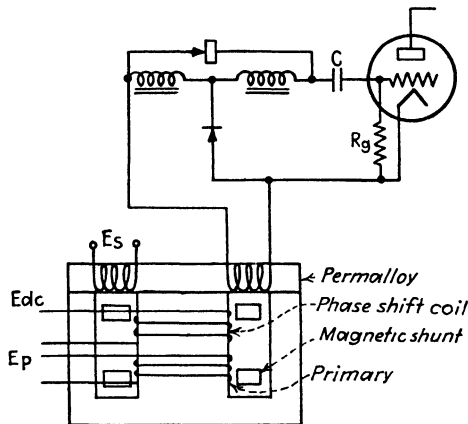 C
Rg
Es
Permalloy
Edc
Phase shift coil
Magnetic shunt
Ep
Primary